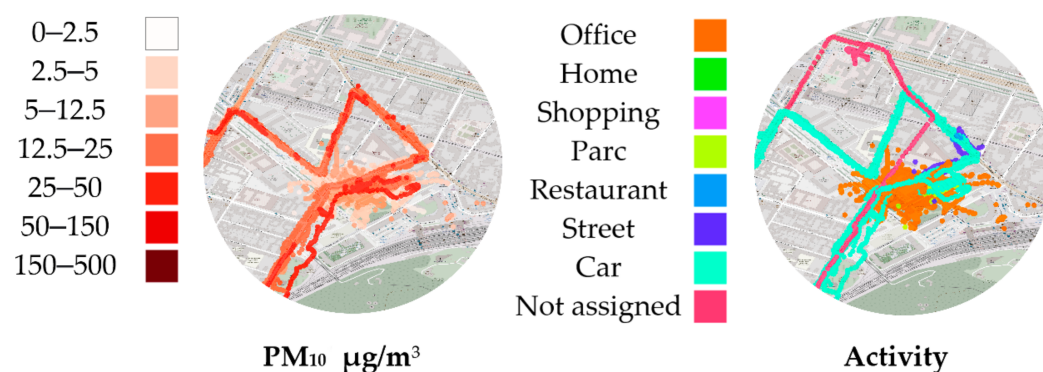 0–2.5
2.5–5
5–12.5
12.5–25
25–50
50–150
150–500
PM₁₀ µg/m³
Office
Home
Shopping
Parc
Restaurant
Street
Car
Not assigned
Activity